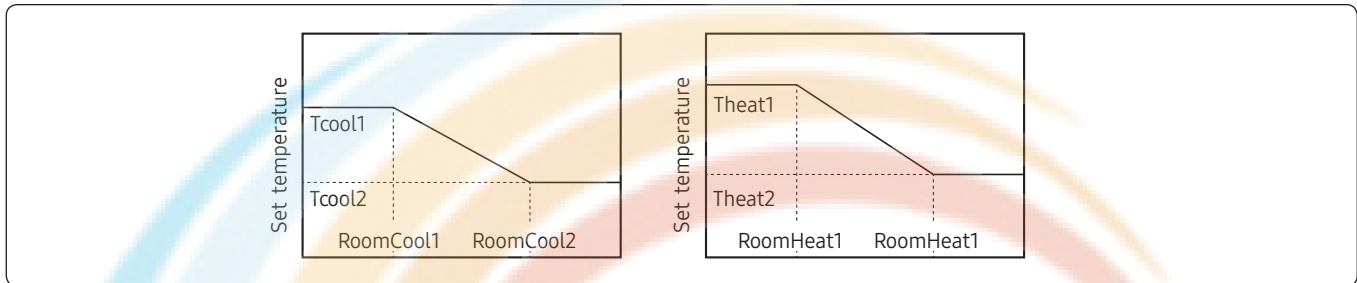 Set temperature
Tcool1
Tcool2
RoomCool1 RoomCool2
Set temperature
Theat1
Theat2
RoomHeat1 RoomHeat1